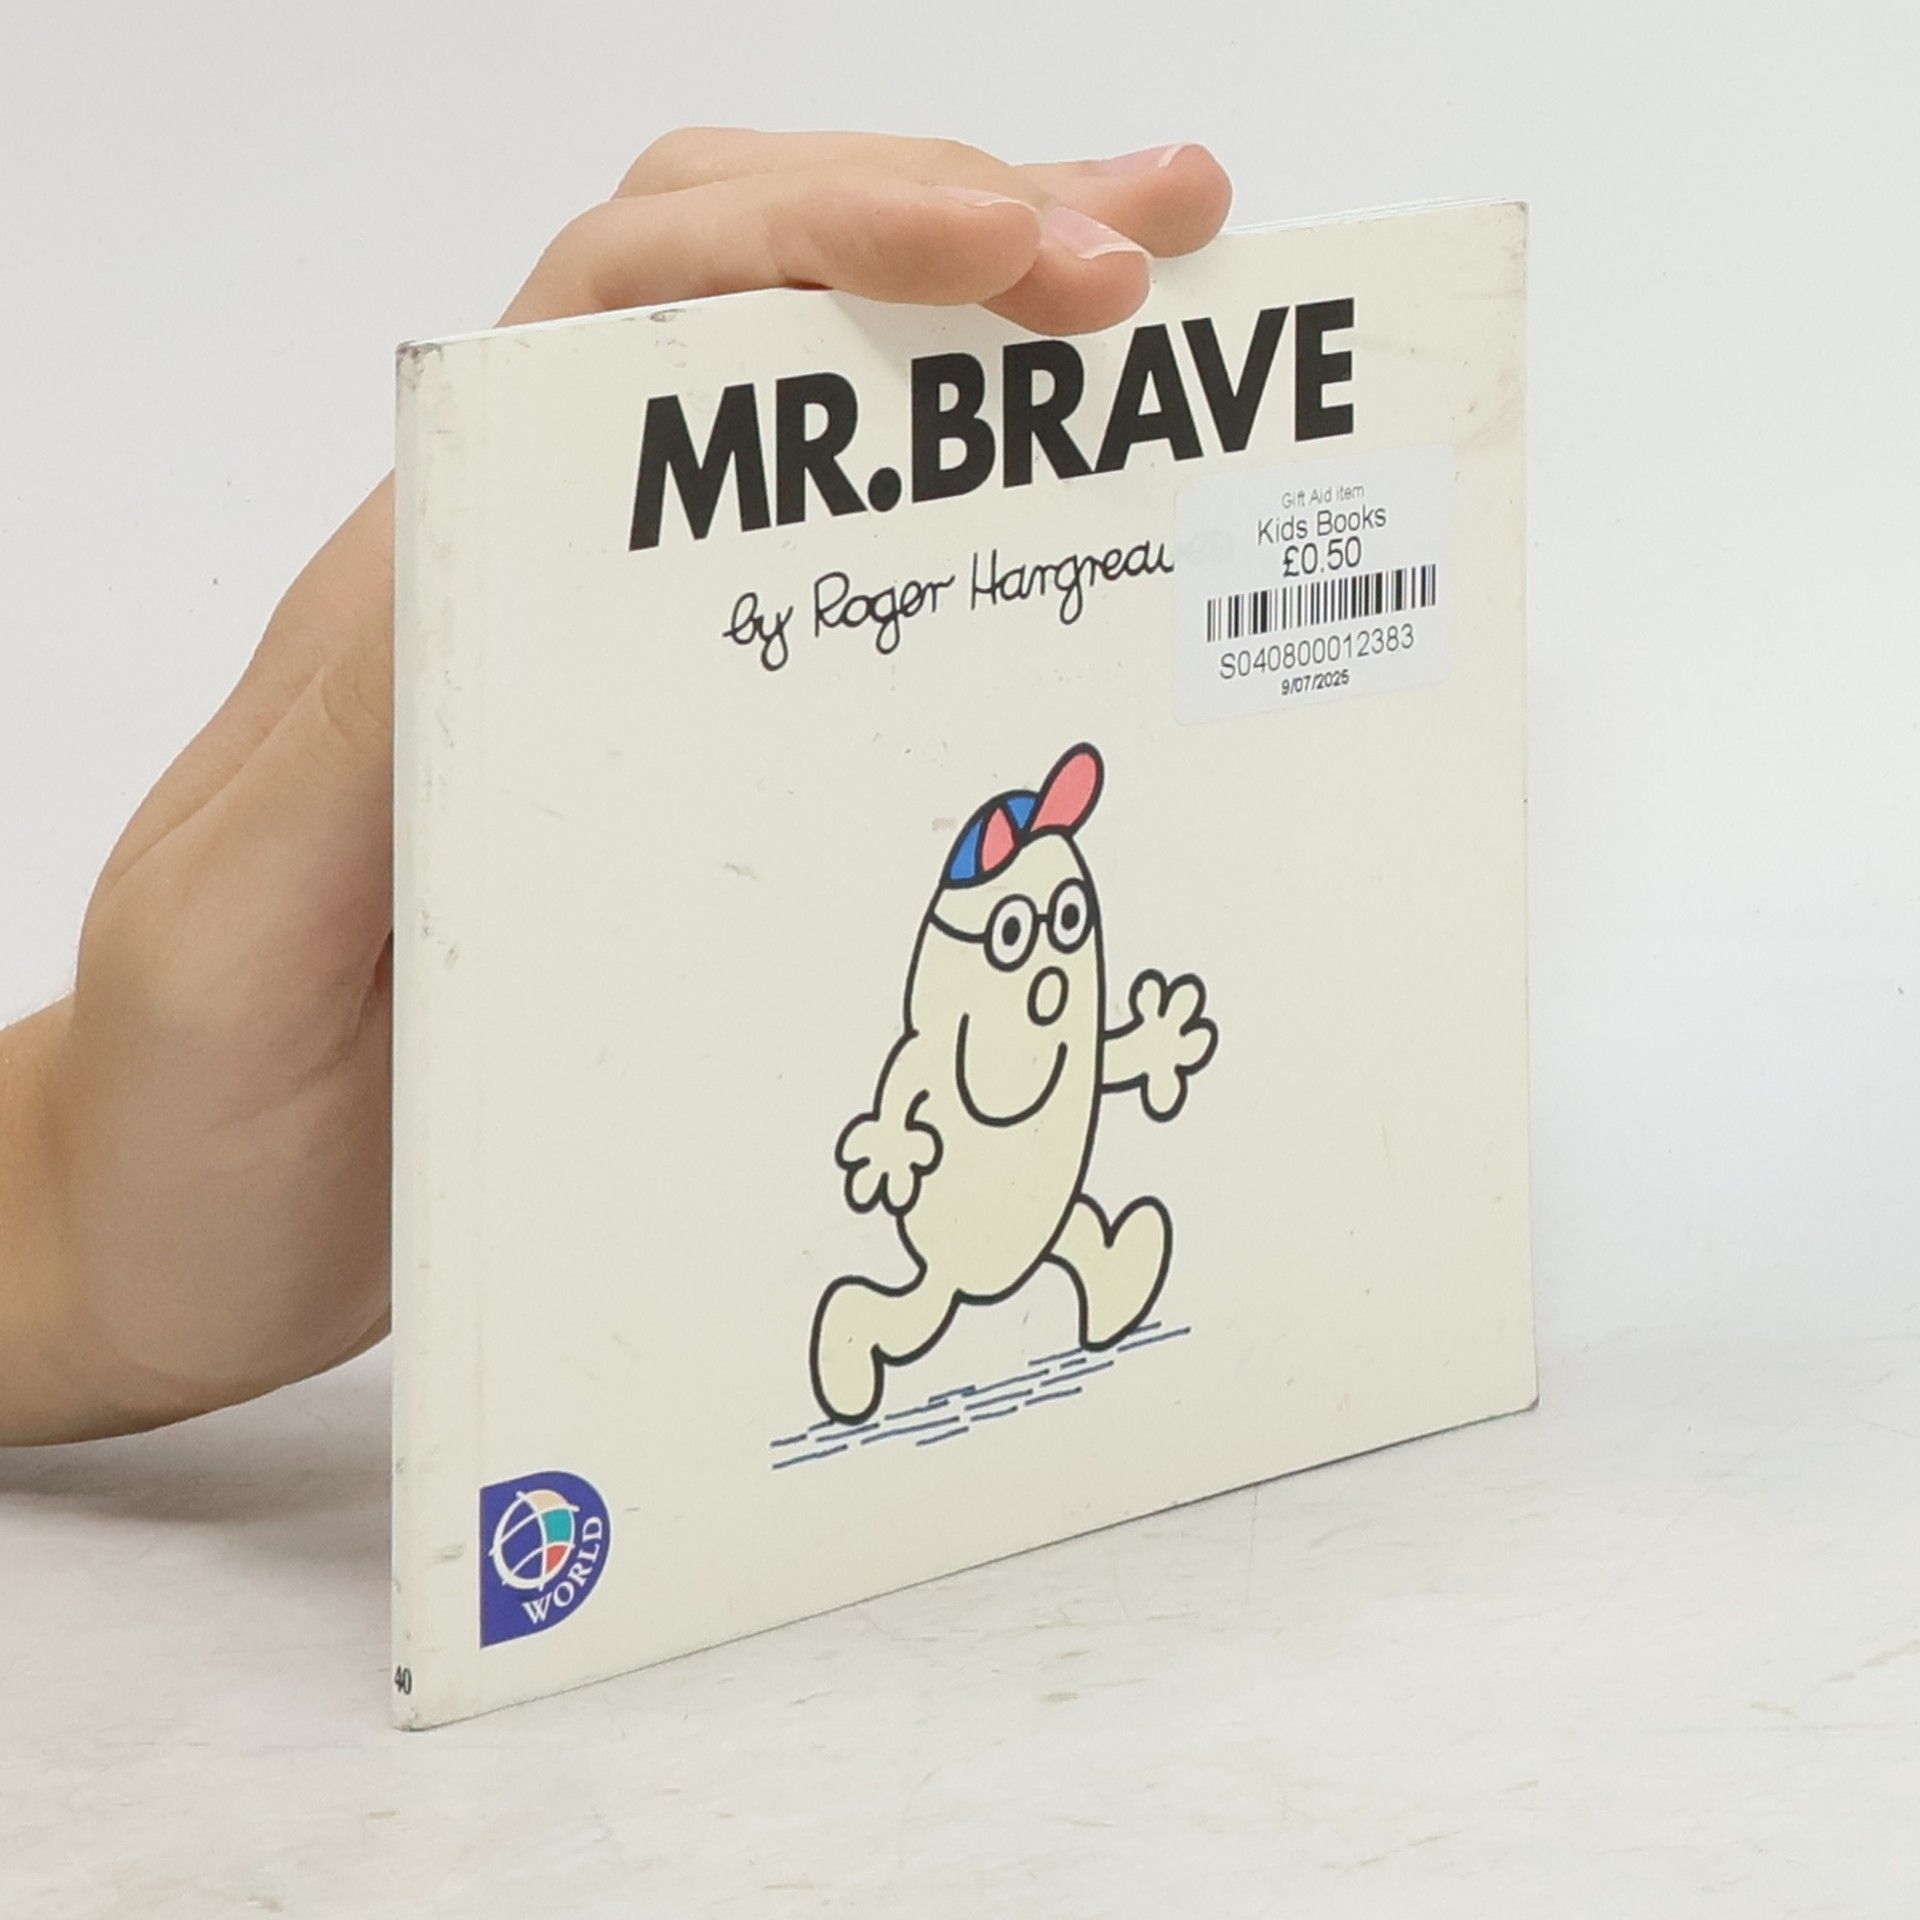 MR.BRAVE
by Roger Hargreav
Gift Aid item
Kids Books
£0.50
S040800012383
9/07/2025
WORLD
40